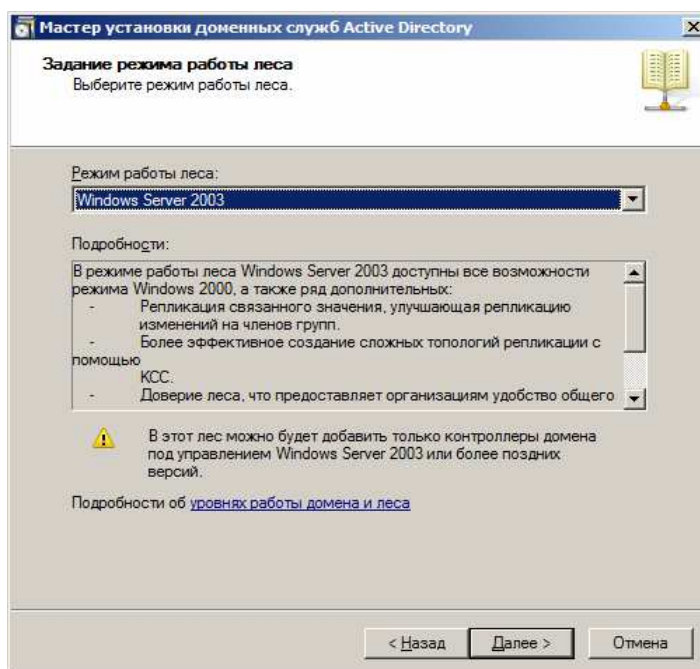 Мастер установки доменных служб Active Directory
Задание режима работы леса
Выберите режим работы леса.
Режим работы леса:
Windows Server 2003
Подробности:
В режиме работы леса Windows Server 2003 доступны все возможности
режима Windows 2000, а также ряд дополнительных:
- Репликация связанного значения, улучшающая репликацию
изменений на членов групп.
- Более эффективное создание сложных топологий репликации с
помощью
KCC.
- Доверие леса, что предоставляет организациям удобство общего
В этот лес можно будет добавить только контроллеры домена
под управлением Windows Server 2003 или более поздних
версий.
Подробности об уровнях работы домена и леса
< Назад Далее > Отмена